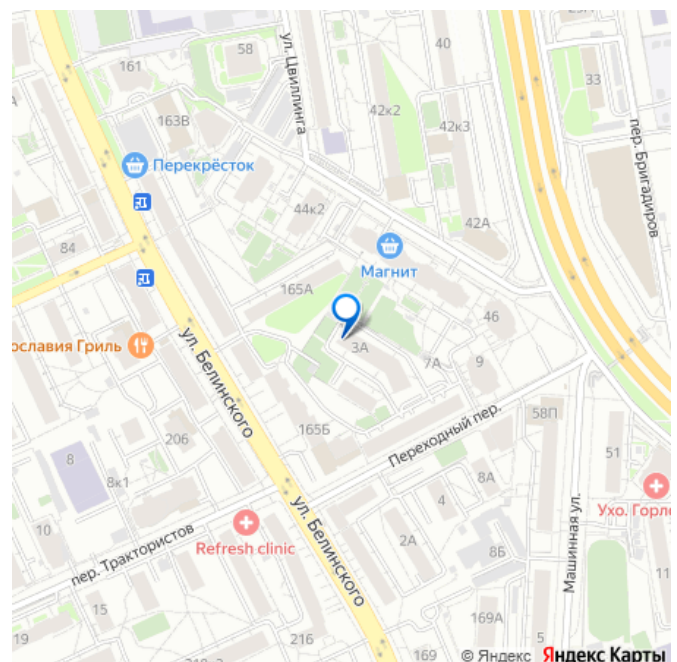 161
58
ул. Цвиллинга
40
33
42к2
163В
42к3
пер. Бригадиров
Перекрёсток
44к2
42А
84
Магнит
165А
46
ославия Гриль
3А
7А
9
ул. Белинского
58П
206
165Б
Переходный пер.
51
8
8к1
8А
Ухо. Горло
10
4
Машинная ул.
Refresh clinic
ул. Белинского
2А
8Б
пер. Трактористов
11
15
169А
19
216
5
169
© Яндекс Яндекс Карты